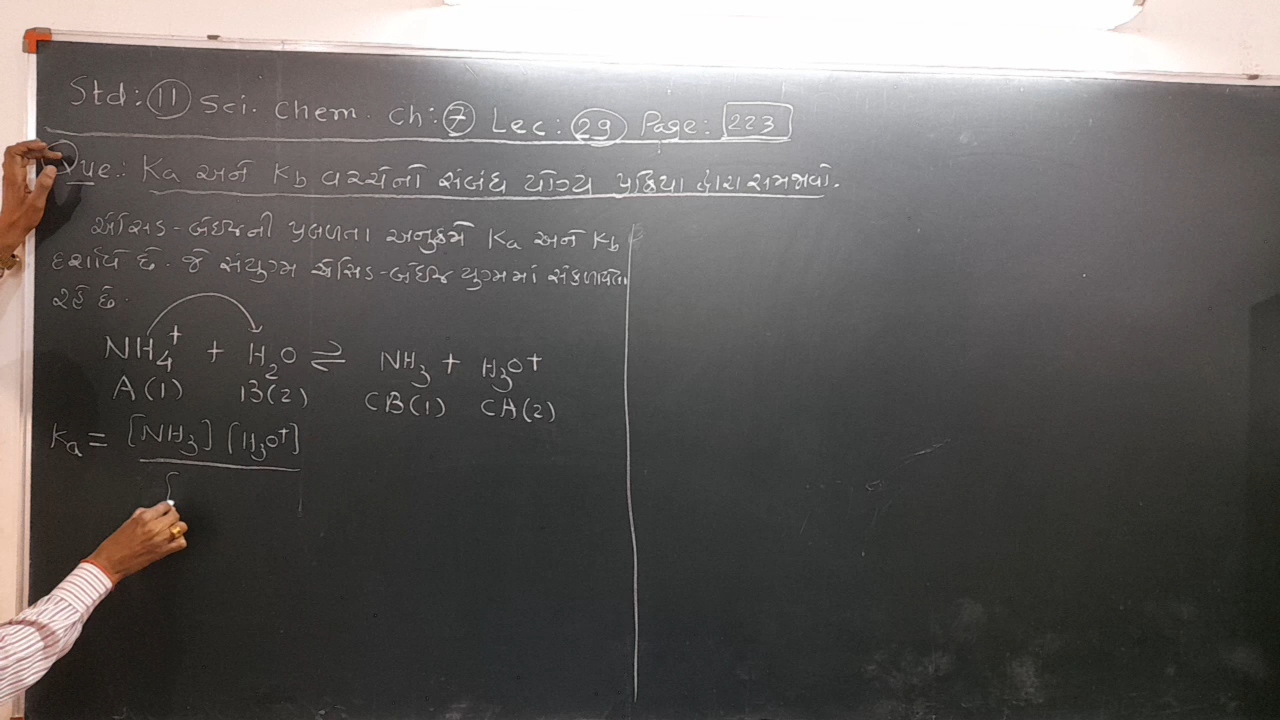 Std: 11 Sci. Chem. Ch: 7 Lec: 29 Page: 223
Que.: Ka અને Kb વચ્ચેનો સંબંધ યોગ્ય પ્રક્રિયા દ્વારા સમજાવો.
એસિડ-બેઇઝની પ્રબળતા અનુક્રમે Ka અને Kb
દર્શાવે છે. જે સંયુગ્મ એસિડ-બેઇઝ યુગ્મમાં સંકળાયેલા
રહે છે.
NH₄⁺ + H₂O ⇌ NH₃ + H₃O⁺
A(1) B(2) CB(1) CA(2)
Ka = [NH₃] [H₃O⁺]